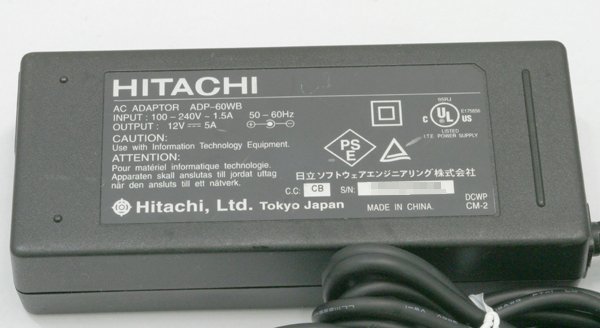 HITACHI
AC ADAPTOR ADP-60WB
INPUT : 100 - 240V ~ 1.5A 50 - 60Hz
OUTPUT : 12V ⎓ 5A
CAUTION:
Use with Information Technology Equipment.
ATTENTION:
Pour matériel informatique technologie.
Apparaten skall anslutas till jordat uttag
när den ansluts till ett nätverk.
C UL US
LISTED
I.T.E. POWER SUPPLY
PS
E
日立ソフトウェアエンジニアリング株式会社
C.C: CB S/N:
Hitachi, Ltd. Tokyo Japan
MADE IN CHINA.
DCWP
CM-2